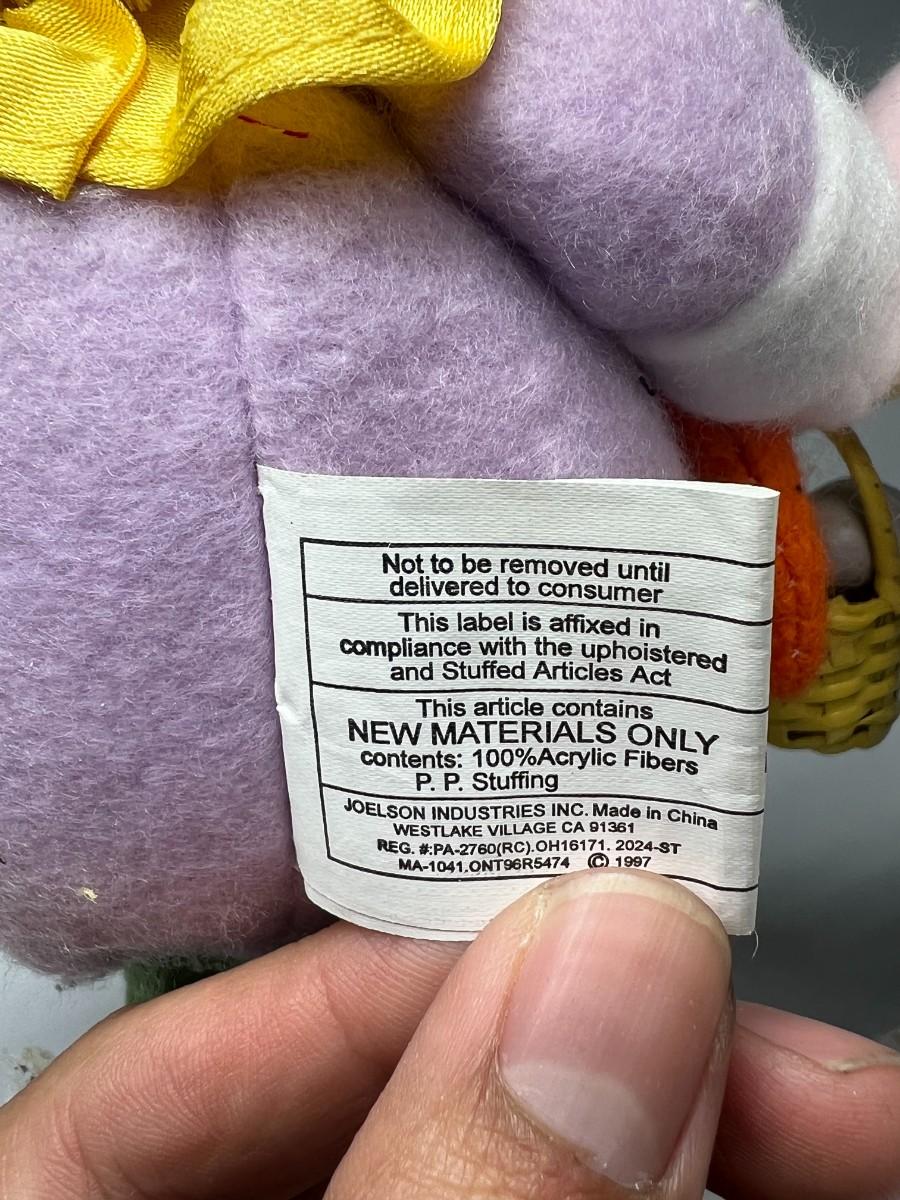 Not to be removed until
delivered to consumer
This label is affixed in
compliance with the uphoistered
and Stuffed Articles Act
This article contains
NEW MATERIALS ONLY
contents: 100%Acrylic Fibers
P. P. Stuffing
JOELSON INDUSTRIES INC. Made in China
WESTLAKE VILLAGE CA 91361
REG. #:PA-2760(RC).OH16171. 2024-ST
MA-1041.ONT96R5474 © 1997